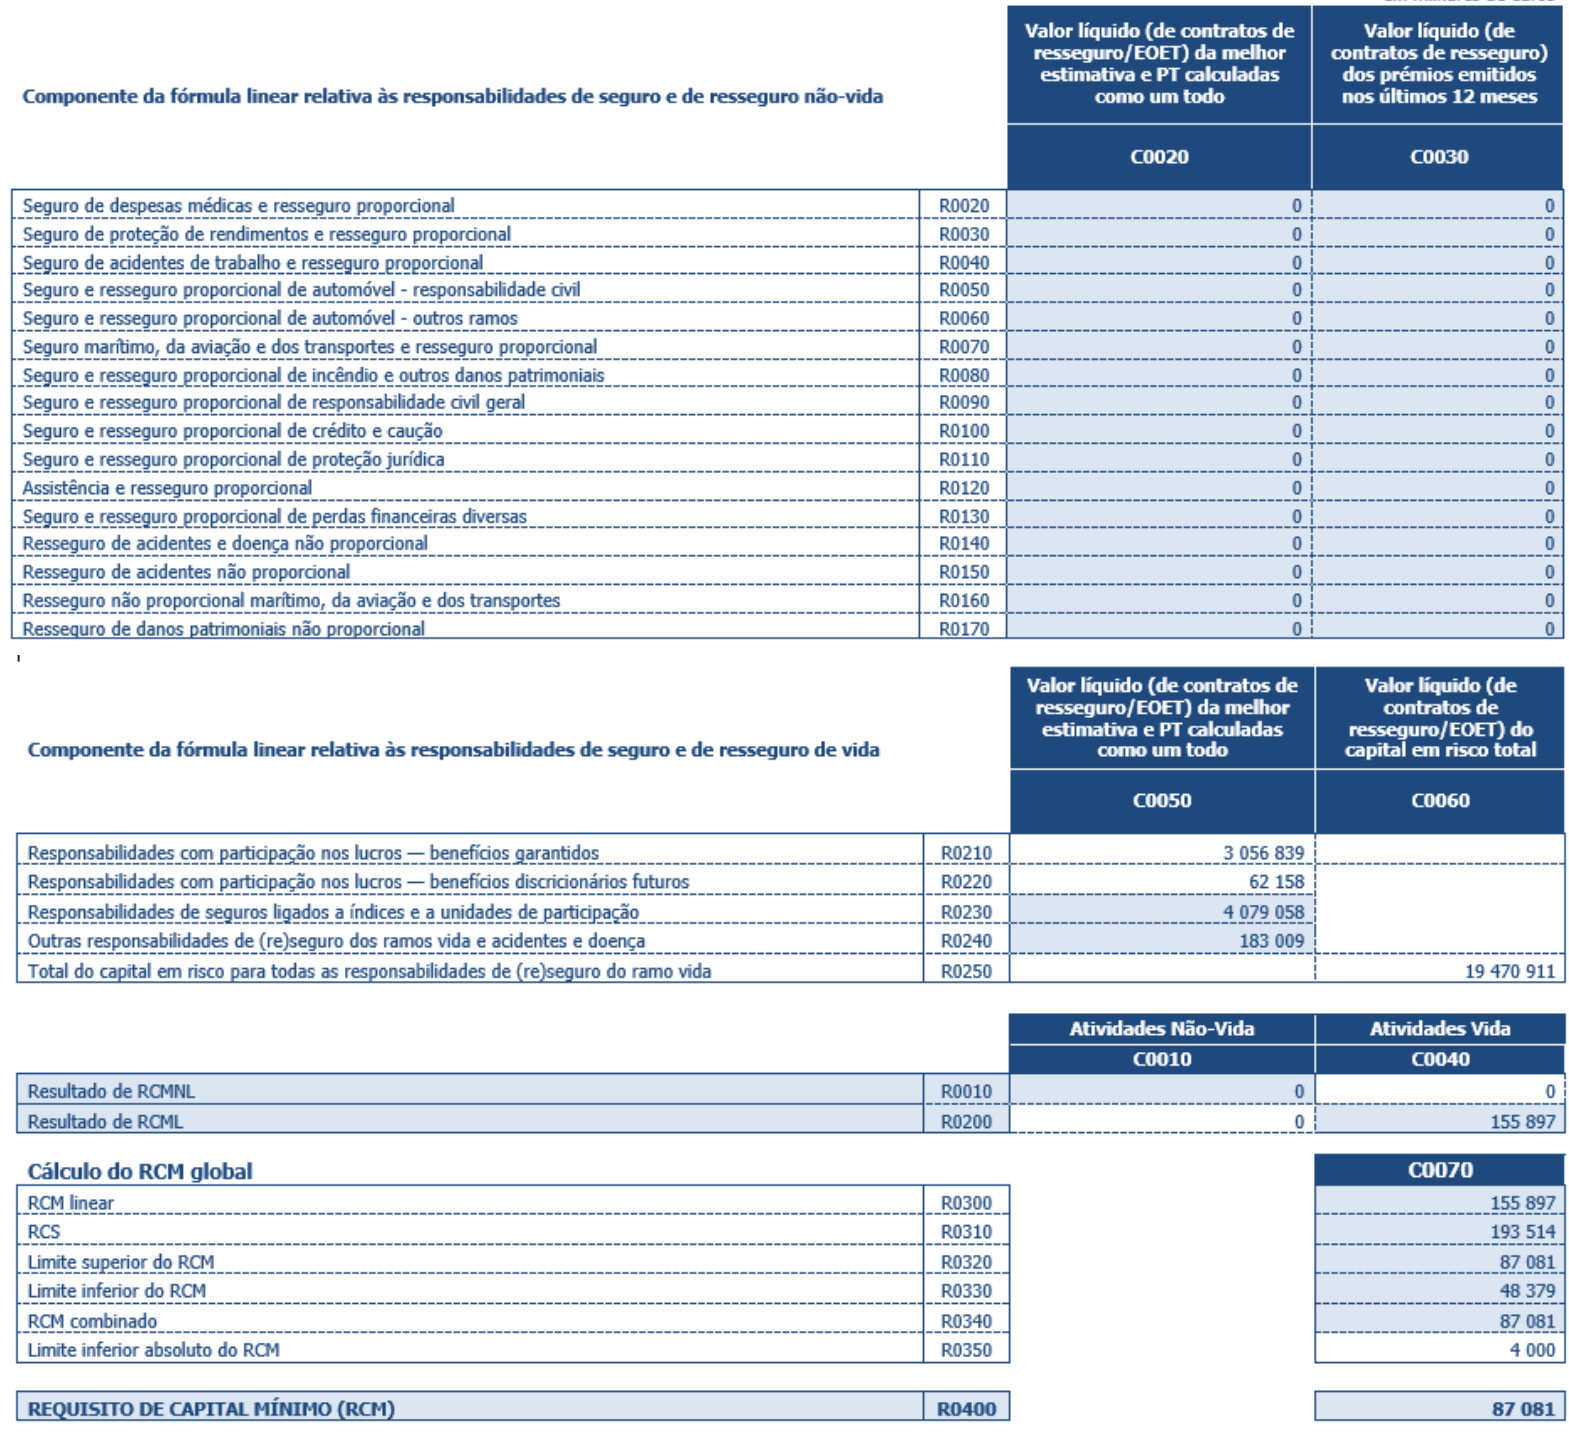 Componente da fórmula linear relativa às responsabilidades de seguro e de resseguro não-vida
Valor líquido (de contratos de resseguro/EOET) da melhor estimativa e PT calculadas como um todo
Valor líquido (de contratos de resseguro) dos prémios emitidos nos últimos 12 meses
C0020 C0030
Seguro de despesas médicas e resseguro proporcional R0020 0 0
Seguro de proteção de rendimentos e resseguro proporcional R0030 0 0
Seguro de acidentes de trabalho e resseguro proporcional R0040 0 0
Seguro e resseguro proporcional de automóvel - responsabilidade civil R0050 0 0
Seguro e resseguro proporcional de automóvel - outros ramos R0060 0 0
Seguro marítimo, da aviação e dos transportes e resseguro proporcional R0070 0 0
Seguro e resseguro proporcional de incêndio e outros danos patrimoniais R0080 0 0
Seguro e resseguro proporcional de responsabilidade civil geral R0090 0 0
Seguro e resseguro proporcional de crédito e caução R0100 0 0
Seguro e resseguro proporcional de proteção jurídica R0110 0 0
Assistência e resseguro proporcional R0120 0 0
Seguro e resseguro proporcional de perdas financeiras diversas R0130 0 0
Resseguro de acidentes e doença não proporcional R0140 0 0
Resseguro de acidentes não proporcional R0150 0 0
Resseguro não proporcional marítimo, da aviação e dos transportes R0160 0 0
Resseguro de danos patrimoniais não proporcional R0170 0 0
Componente da fórmula linear relativa às responsabilidades de seguro e de resseguro de vida
Valor líquido (de contratos de resseguro/EOET) da melhor estimativa e PT calculadas como um todo
Valor líquido (de contratos de resseguro/EOET) do capital em risco total
C0050 C0060
Responsabilidades com participação nos lucros — benefícios garantidos R0210 3 056 839
Responsabilidades com participação nos lucros — benefícios discricionários futuros R0220 62 158
Responsabilidades de seguros ligados a índices e a unidades de participação R0230 4 079 058
Outras responsabilidades de (re)seguro dos ramos vida e acidentes e doença R0240 183 009
Total do capital em risco para todas as responsabilidades de (re)seguro do ramo vida R0250 19 470 911
Atividades Não-Vida Atividades Vida
C0010 C0040
Resultado de RCMNL R0010 0 0
Resultado de RCML R0200 0 155 897
Cálculo do RCM global C0070
RCM linear R0300 155 897
RCS R0310 193 514
Limite superior do RCM R0320 87 081
Limite inferior do RCM R0330 48 379
RCM combinado R0340 87 081
Limite inferior absoluto do RCM R0350 4 000
REQUISITO DE CAPITAL MÍNIMO (RCM) R0400 87 081